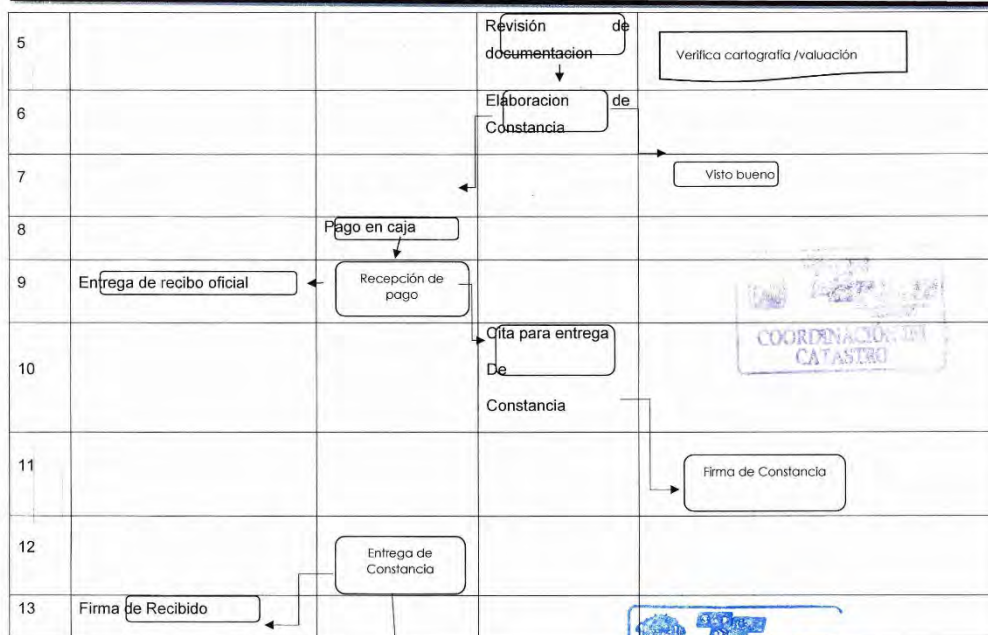 5
Revisión de
documentacion
Verifica cartografía /valuación
6
Elaboracion de
Constancia
7
Visto bueno
8
Pago en caja
9
Entrega de recibo oficial
Recepción de
pago
10
Cita para entrega
De
Constancia
COORDINACIÓN DE
CATASTRO
11
Firma de Constancia
12
Entrega de
Constancia
13
Firma de Recibido